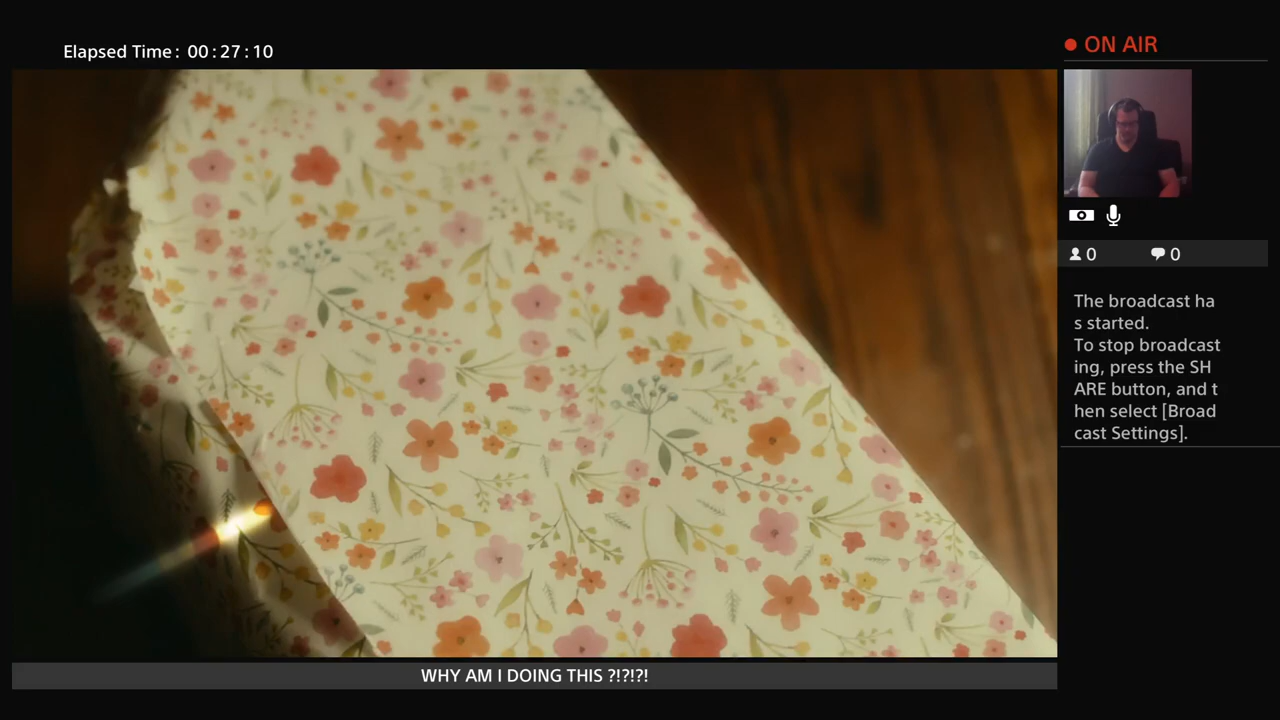 Elapsed Time: 00:27:10
ON AIR
0 0
The broadcast ha
s started.
To stop broadcast
ing, press the SH
ARE button, and t
hen select [Broad
cast Settings].
WHY AM I DOING THIS ?!?!?!